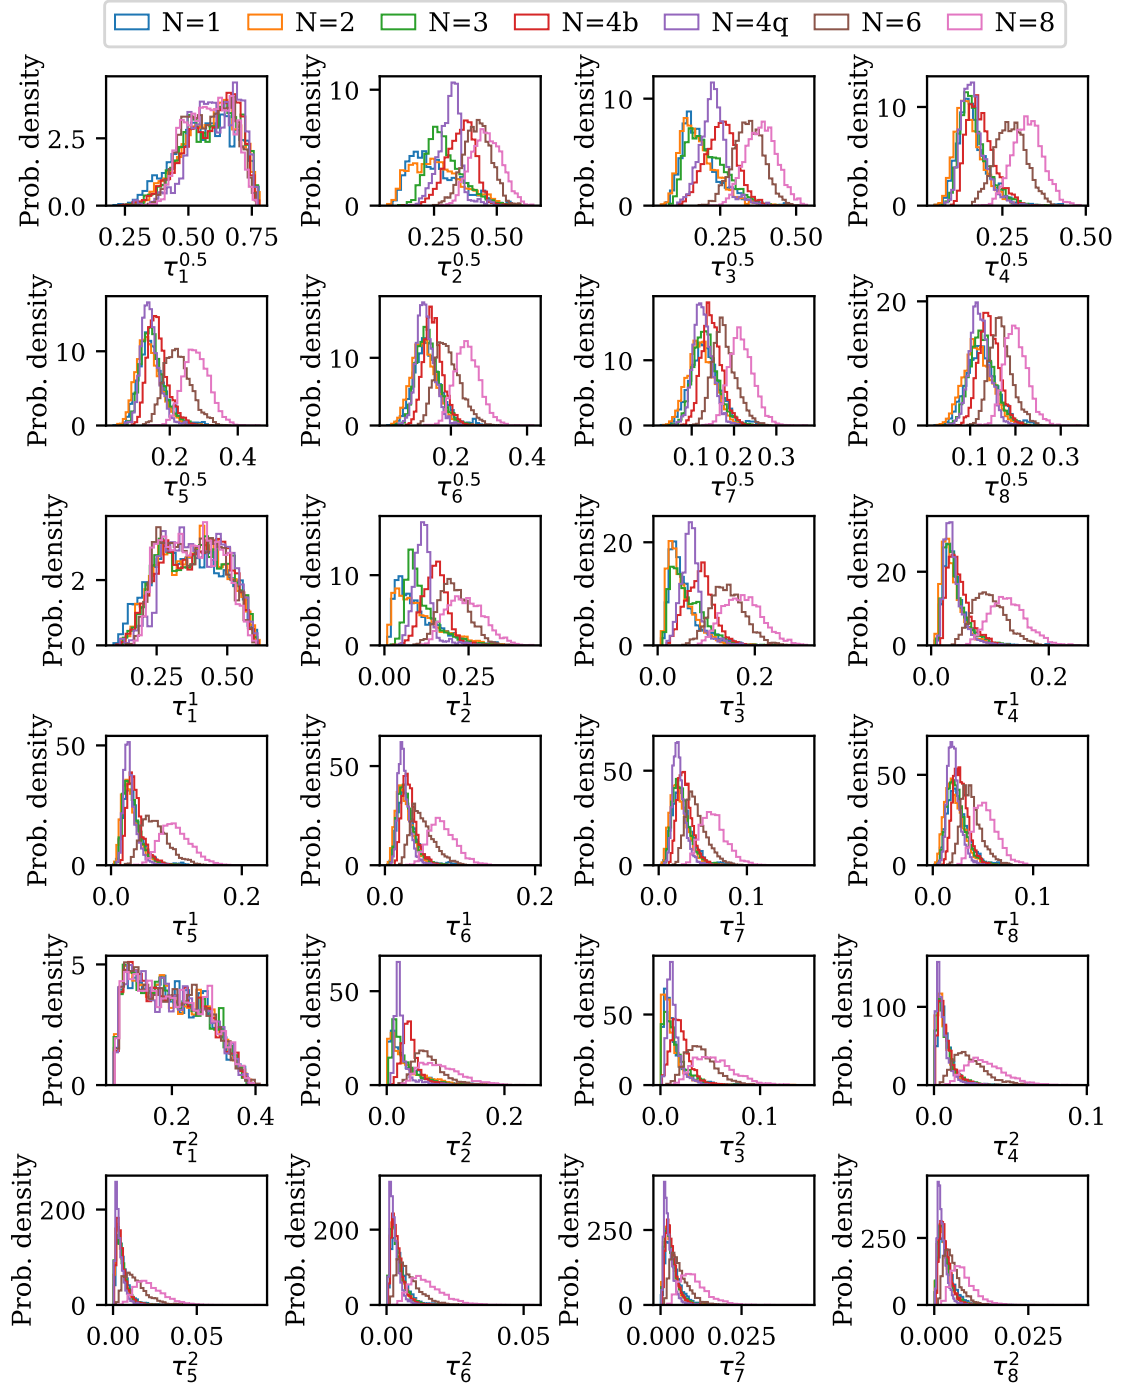 N=1 N=2 N=3 N=4b N=4q N=6 N=8
Prob. density 0.0 2.5 0.25 0.50 0.75 τ_1^0.5
Prob. density 0 10 0.25 0.50 τ_2^0.5
Prob. density 0 10 0.25 0.50 τ_3^0.5
Prob. density 0 10 0.25 0.50 τ_4^0.5
Prob. density 0 10 0.2 0.4 τ_5^0.5
Prob. density 0 10 0.2 0.4 τ_6^0.5
Prob. density 0 10 0.1 0.2 0.3 τ_7^0.5
Prob. density 0 20 0.1 0.2 0.3 τ_8^0.5
Prob. density 0 2 0.25 0.50 τ_1^1
Prob. density 0 10 0.00 0.25 τ_2^1
Prob. density 0 20 0.0 0.2 τ_3^1
Prob. density 0 20 0.0 0.2 τ_4^1
Prob. density 0 50 0.0 0.2 τ_5^1
Prob. density 0 50 0.0 0.2 τ_6^1
Prob. density 0 50 0.0 0.1 τ_7^1
Prob. density 0 50 0.0 0.1 τ_8^1
Prob. density 0 5 0.2 0.4 τ_1^2
Prob. density 0 50 0.0 0.2 τ_2^2
Prob. density 0 50 0.0 0.1 τ_3^2
Prob. density 0 100 0.0 0.1 τ_4^2
Prob. density 0 200 0.00 0.05 τ_5^2
Prob. density 0 200 0.00 0.05 τ_6^2
Prob. density 0 250 0.000 0.025 τ_7^2
Prob. density 0 250 0.000 0.025 τ_8^2